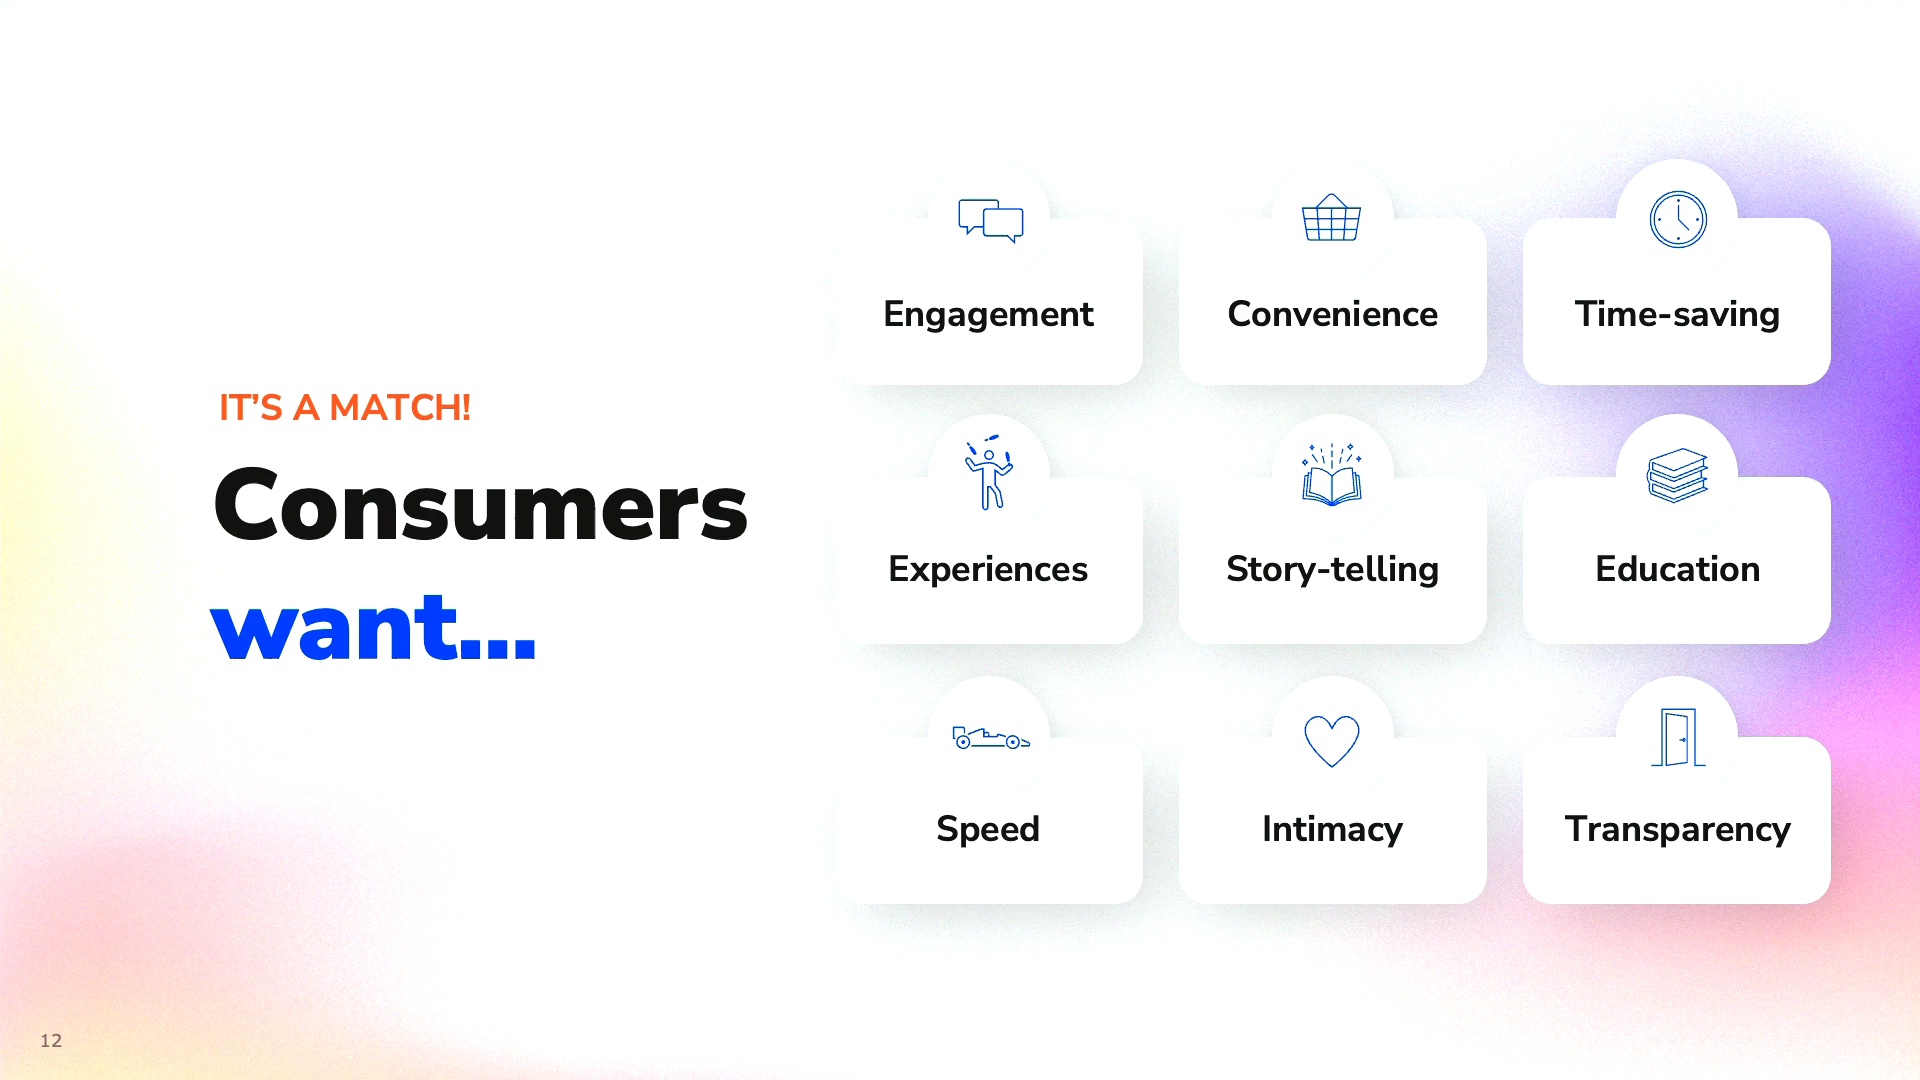 IT’S A MATCH!
Consumers
want...
Engagement
Convenience
Time-saving
Experiences
Story-telling
Education
Speed
Intimacy
Transparency
12